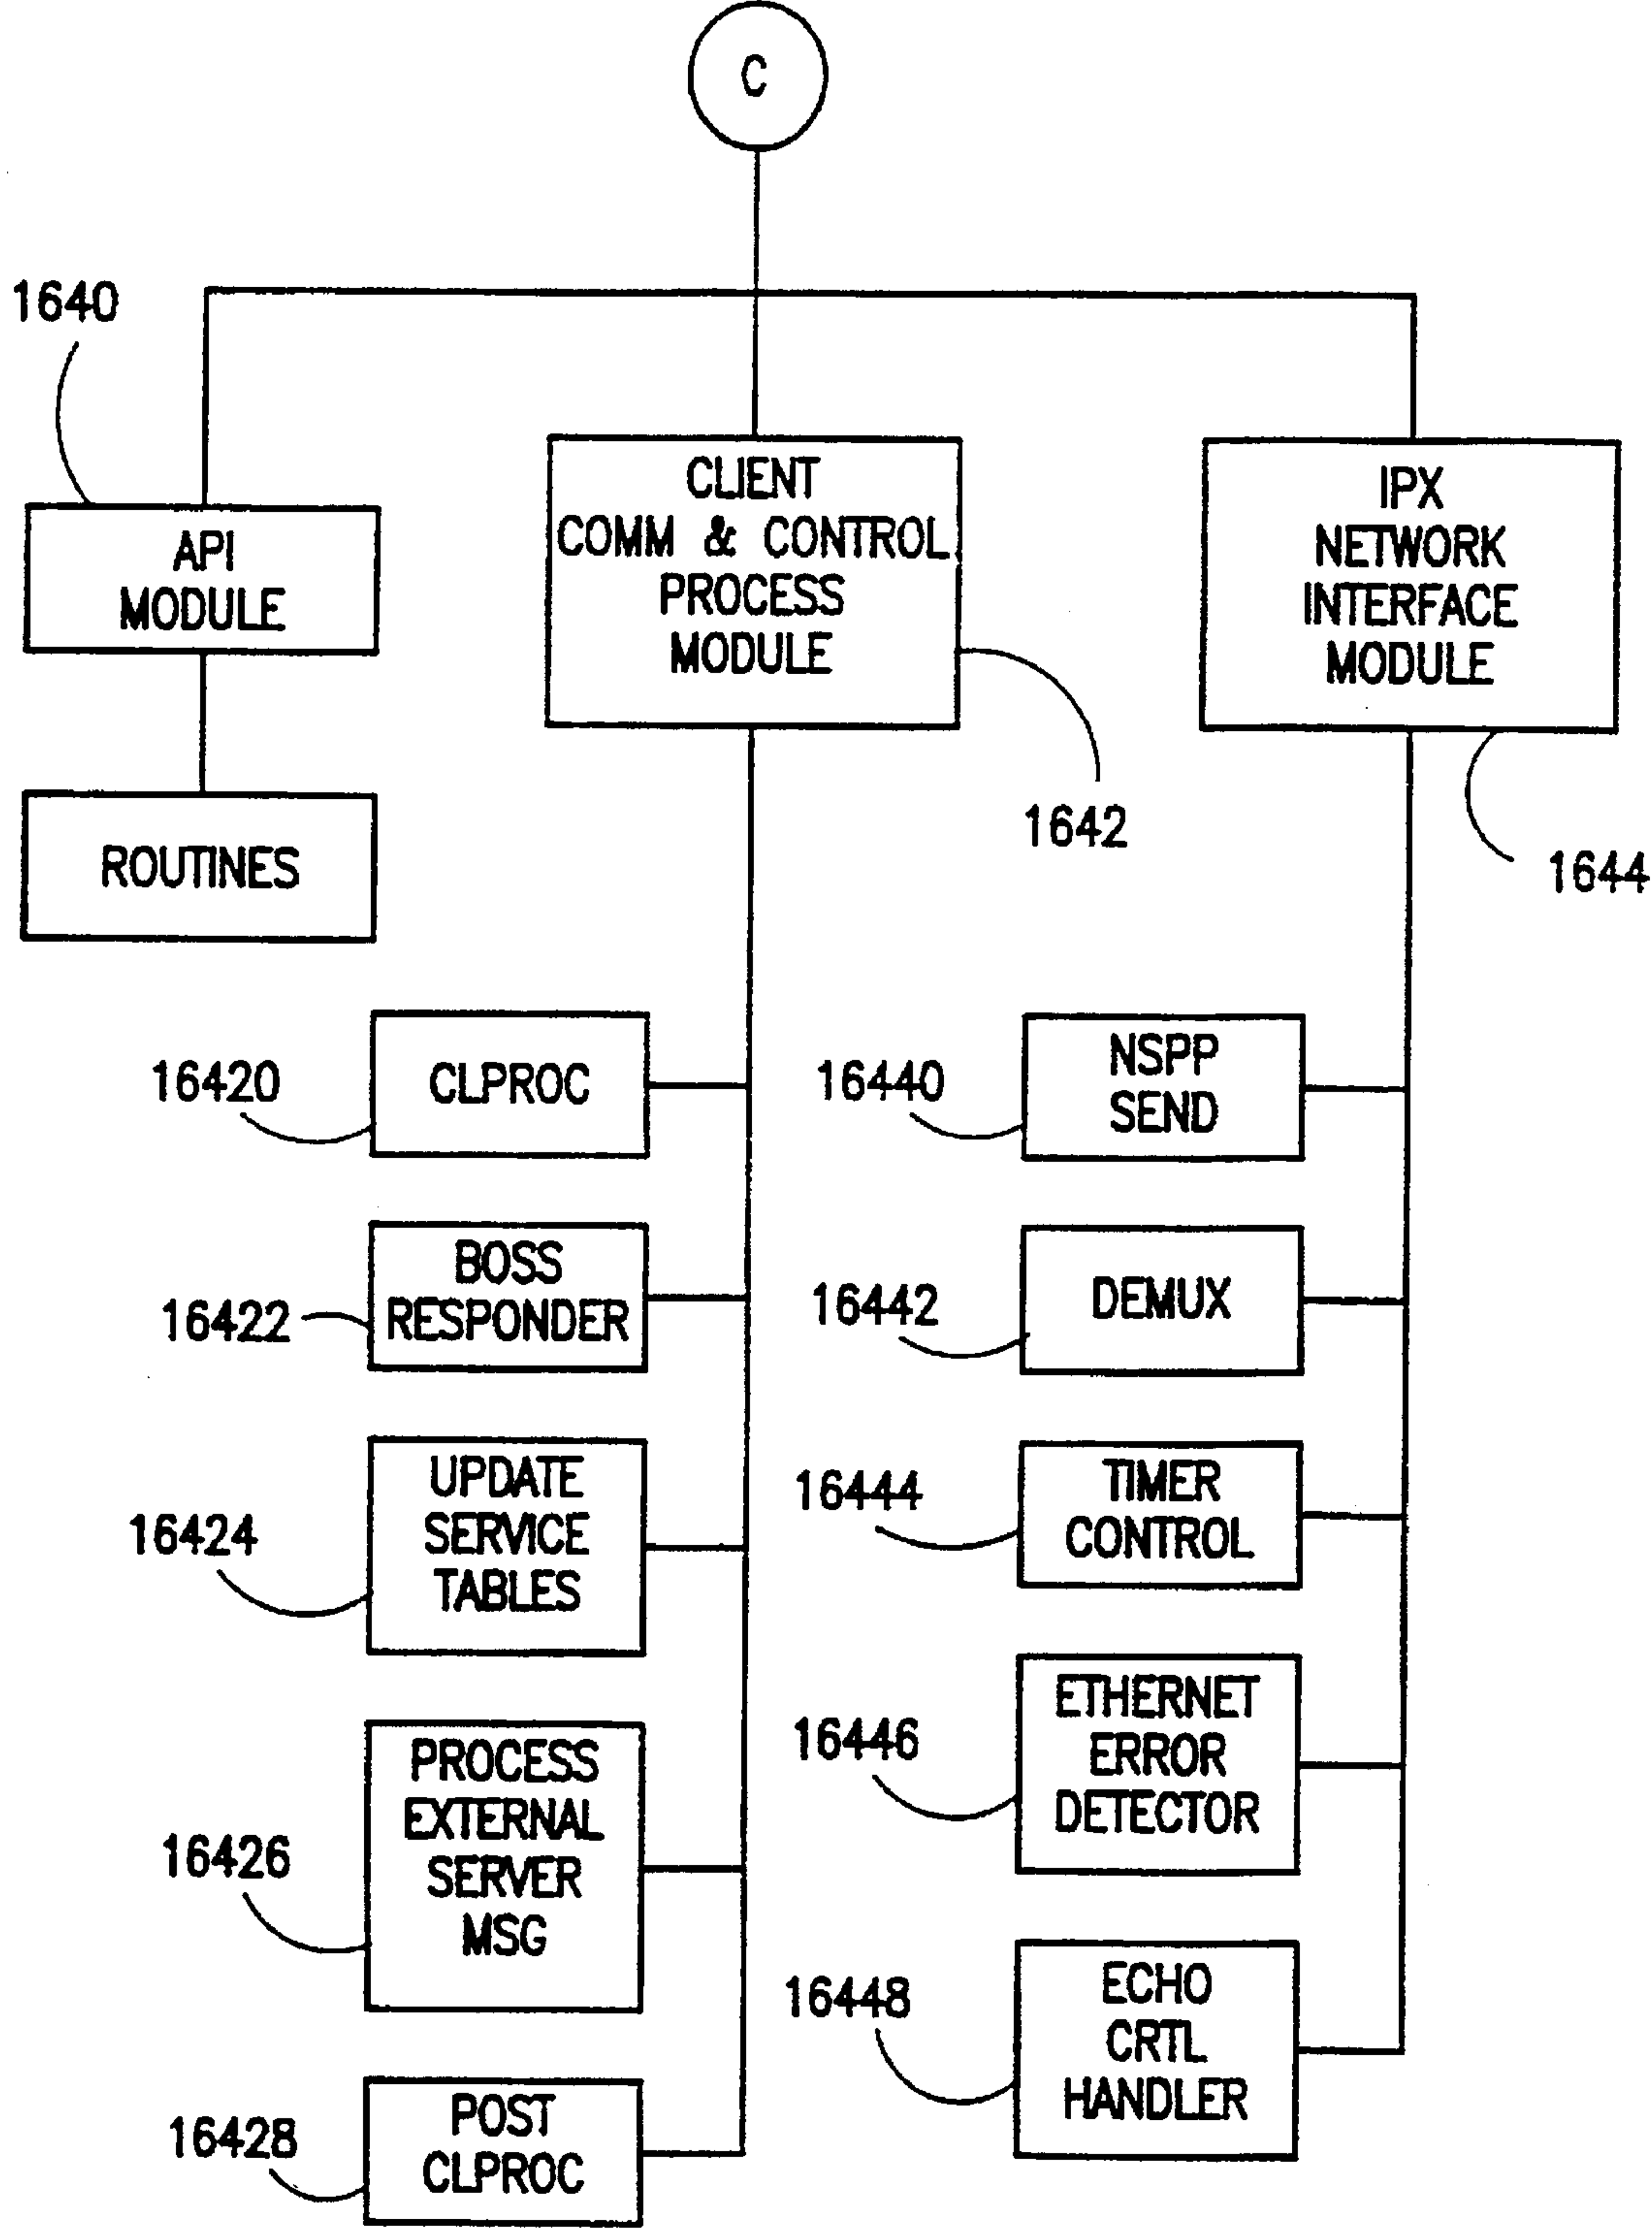 C
1640
API
MODULE
ROUTINES
CLIENT
COMM & CONTROL
PROCESS
MODULE
1642
IPX
NETWORK
INTERFACE
MODULE
1644
16420
CLPROC
16422
BOSS
RESPONDER
16424
UPDATE
SERVICE
TABLES
16426
PROCESS
EXTERNAL
SERVER
MSG
16428
POST
CLPROC
16440
NSPP
SEND
16442
DEMUX
16444
TIMER
CONTROL
16446
ETHERNET
ERROR
DETECTOR
16448
ECHO
CRTL
HANDLER